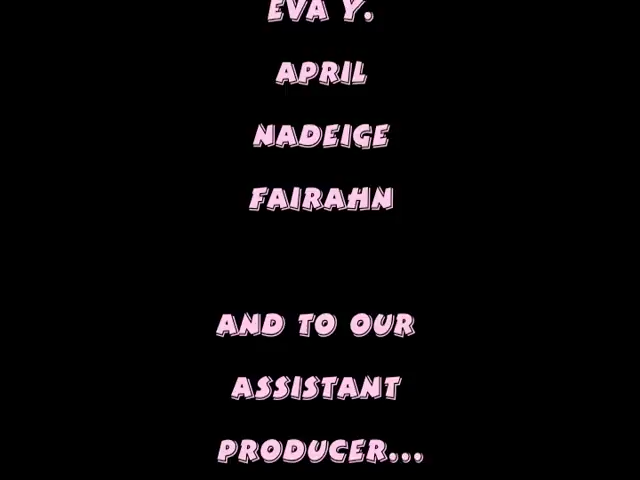 EVA Y.
APRIL
NADEIGE
FAIRAHN
AND TO OUR
ASSISTANT
PRODUCER...